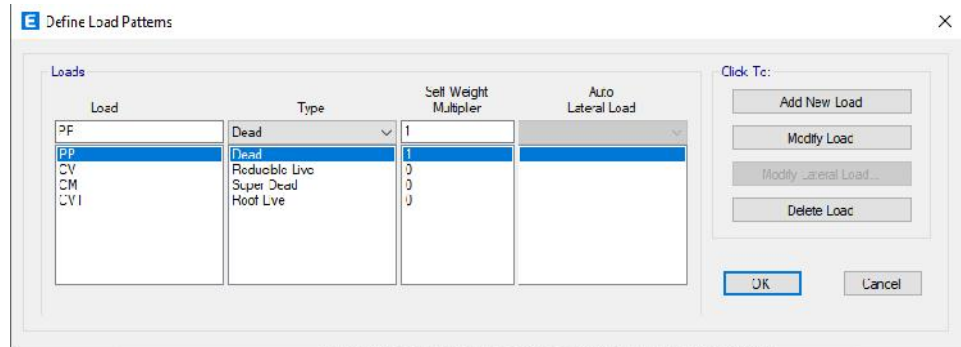 E Define Load Patterns
Loads
Click To:
Load Type Self Weight Multiplier Auto Lateral Load
PP Dead 1
PP Dead 1
CV Reducible Live 0
CM Super Dead 0
CVT Roof Live 0
Add New Load
Modify Load
Modify Lateral Load...
Delete Load
OK Cancel